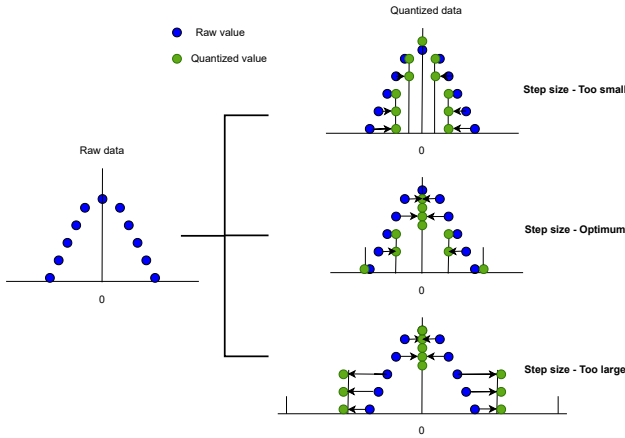 Quantized data
Raw value
Quantized value
Step size - Too small
0
Raw data
Step size - Optimum
0
0
Step size - Too large
0